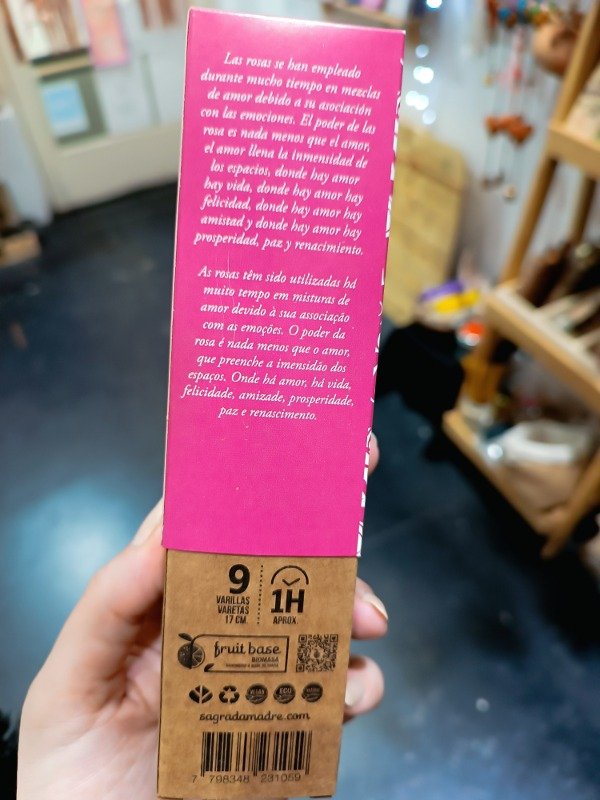 Las rosas se han empleado
durante mucho tiempo en mezclas
de amor debido a su asociación
con las emociones. El poder de las
rosa es nada menos que el amor,
el amor llena la inmensidad de
los espacios, donde hay amor
hay vida, donde hay amor hay
felicidad, donde hay amor hay
amistad y donde hay amor hay
prosperidad, paz y renacimiento.
As rosas têm sido utilizadas há
muito tempo em misturas de
amor devido à sua associação
com as emoções. O poder da
rosa é nada menos que o amor,
que preenche a imensidão dos
espaços. Onde há amor, há vida,
felicidade, amizade, prosperidade,
paz e renascimento.
9
VARILLAS
VARETAS
17 CM.
1H
APROX.
fruit base
BIOMASA
ECO
sagradamadre.com
7 798348 231059